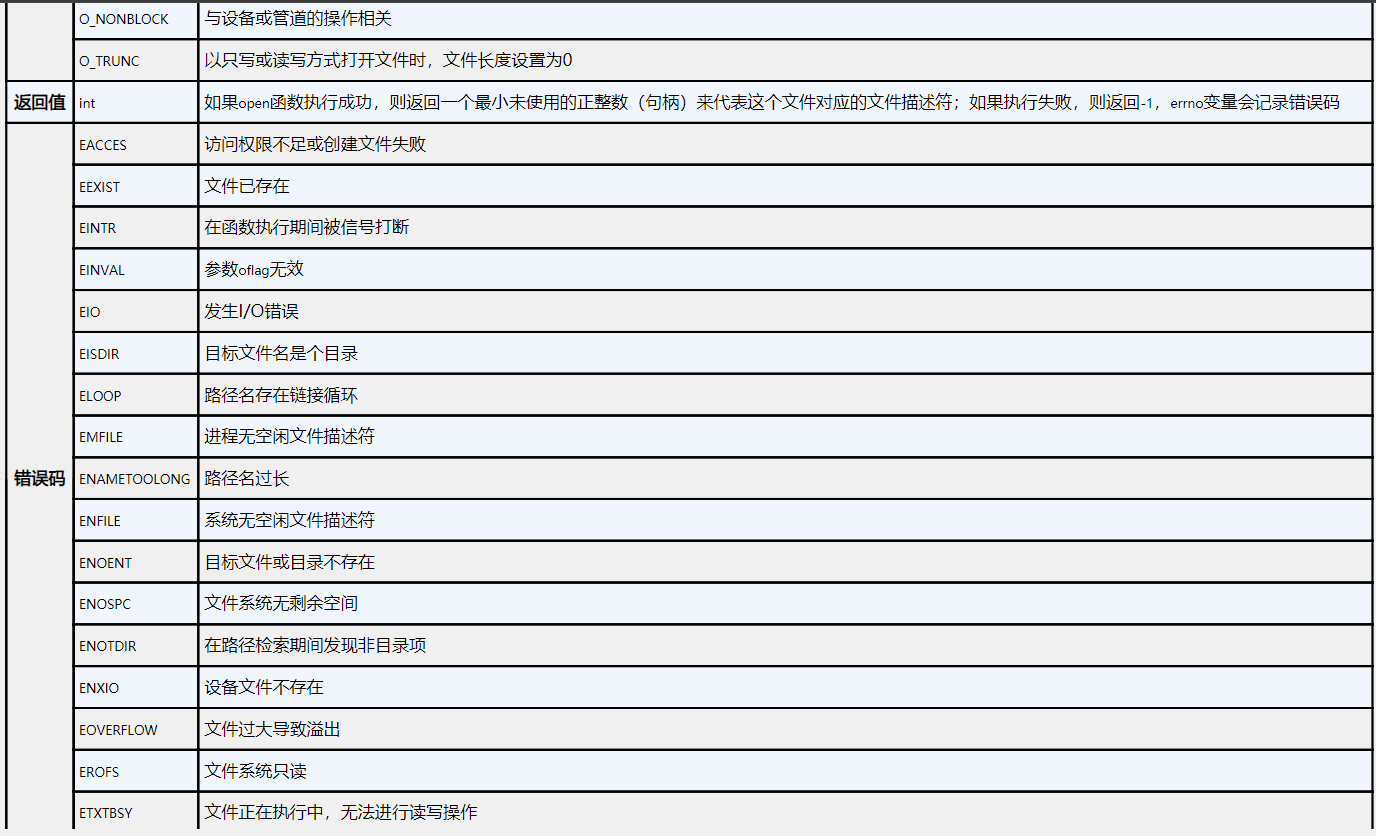 O_NONBLOCK 与设备或管道的操作相关
O_TRUNC 以只写或读写方式打开文件时，文件长度设置为0
返回值 int 如果open函数执行成功，则返回一个最小未使用的正整数（句柄）来代表这个文件对应的文件描述符；如果执行失败，则返回-1，errno变量会记录错误码
EACCES 访问权限不足或创建文件失败
EEXIST 文件已存在
EINTR 在函数执行期间被信号打断
EINVAL 参数oflag无效
EIO 发生I/O错误
EISDIR 目标文件名是个目录
ELOOP 路径名存在链接循环
EMFILE 进程无空闲文件描述符
错误码 ENAMETOOLONG 路径名过长
ENFILE 系统无空闲文件描述符
ENOENT 目标文件或目录不存在
ENOSPC 文件系统无剩余空间
ENOTDIR 在路径检索期间发现非目录项
ENXIO 设备文件不存在
EOVERFLOW 文件过大导致溢出
EROFS 文件系统只读
ETXTBSY 文件正在执行中，无法进行读写操作